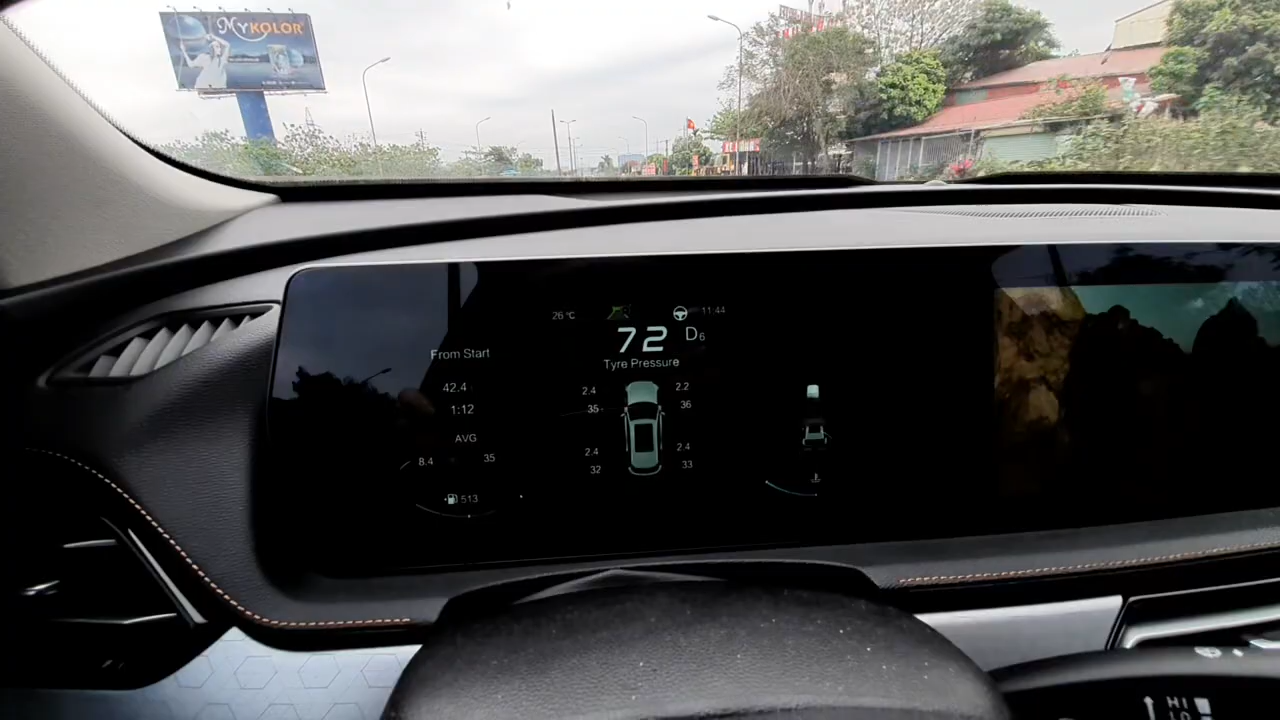 MYKOLOR
26 °C
11:44
72
D6
Tyre Pressure
From Start
42.4
1:12
AVG
8.4
35
513
2.4
35
2.2
36
2.4
32
2.4
33
HI
LO